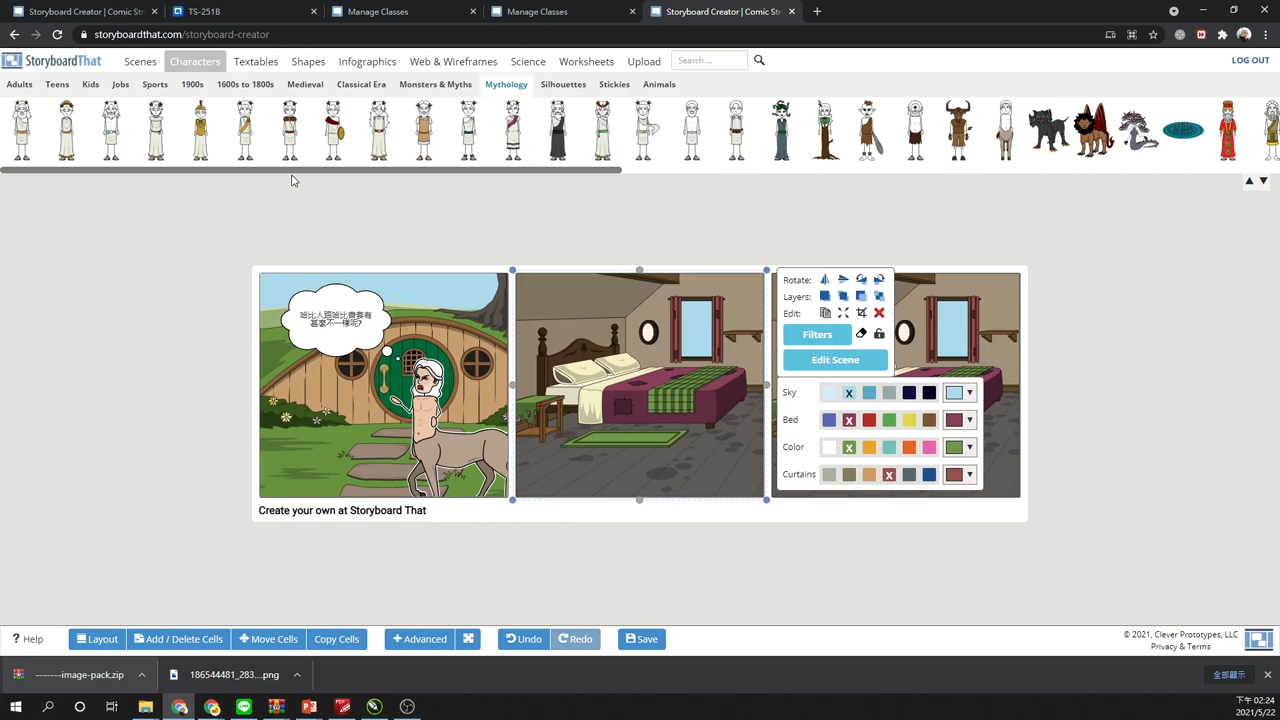 Storyboard Creator | Comic St
TS-251B
Manage Classes
Manage Classes
Storyboard Creator | Comic St
storyboardthat.com/storyboard-creator
StoryboardThat
Scenes
Characters
Textables
Shapes
Infographics
Web & Wireframes
Science
Worksheets
Upload
Search ...
LOG OUT
Adults
Teens
Kids
Jobs
Sports
1900s
1600s to 1800s
Medieval
Classical Era
Monsters & Myths
Mythology
Silhouettes
Stickies
Animals
哈比人跟哈比書套有
甚麼不一樣呢?
Rotate:
Layers:
Edit:
Filters
Edit Scene
Sky
Bed
Color
Curtains
Create your own at Storyboard That
? Help
Layout
Add / Delete Cells
Move Cells
Copy Cells
Advanced
Undo
Redo
Save
© 2021, Clever Prototypes, LLC
Privacy & Terms
-------image-pack.zip
186544481_283....png
全部顯示
下午 02:24
2021/5/22